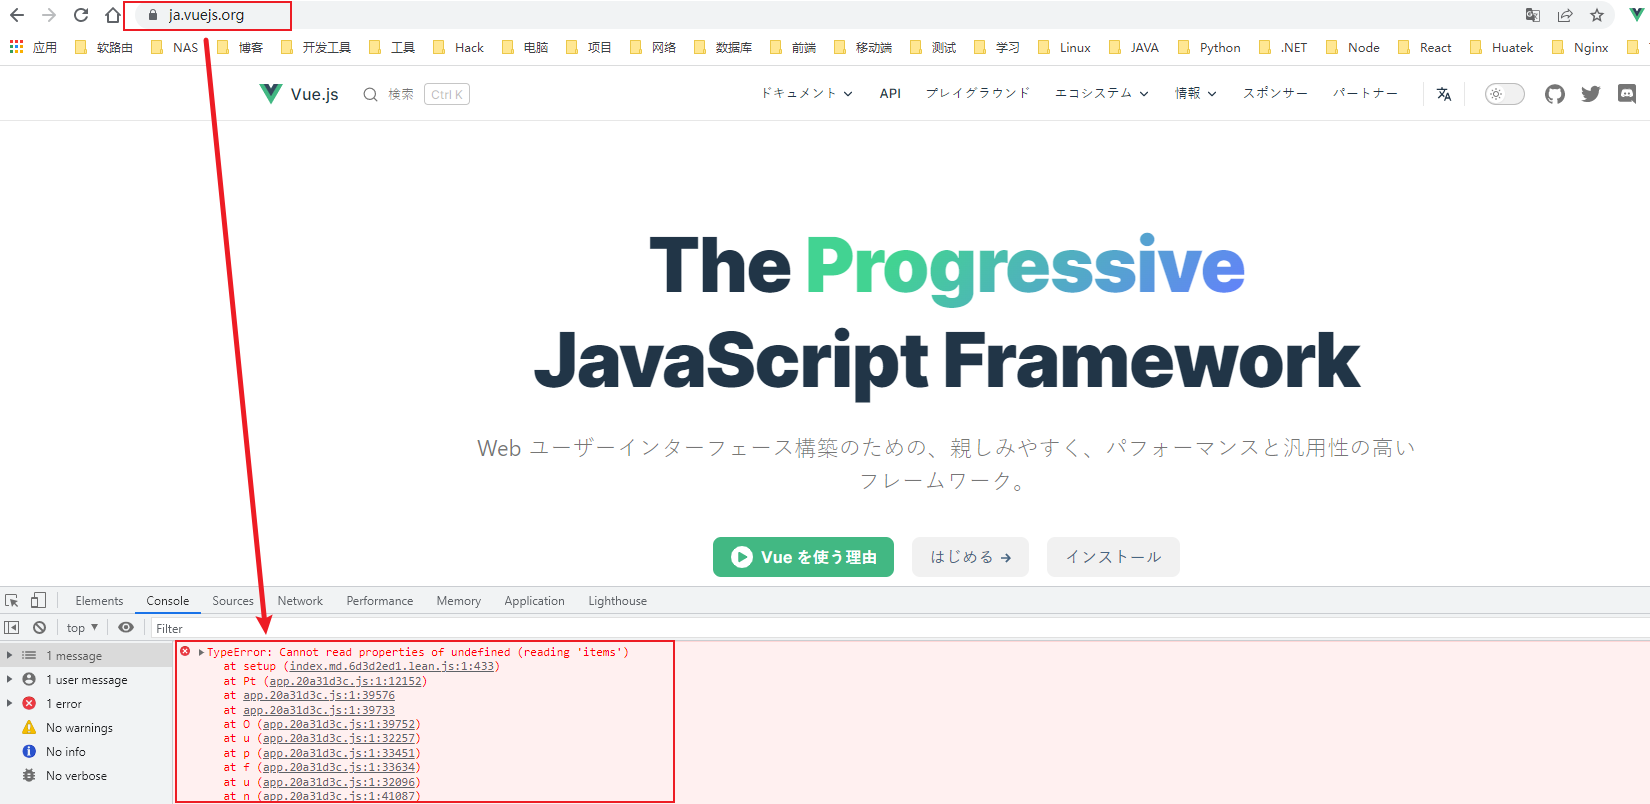 ja.vuejs.org
应用 软路由 NAS 博客 开发工具 工具 Hack 电脑 项目 网络 数据库 前端 移动端 测试 学习 Linux JAVA Python .NET Node React Huatek Nginx
Vue.js 検索 Ctrl K ドキュメント API プレイグラウンド エコシステム 情報 スポンサー パートナー
The Progressive
JavaScript Framework
Web ユーザーインターフェース構築のための、親しみやすく、パフォーマンスと汎用性の高い
フレームワーク。
Vue を使う理由 はじめる → インストール
Elements Console Sources Network Performance Memory Application Lighthouse
top ▼ Filter
1 message
1 user message
1 error
No warnings
No info
No verbose
TypeError: Cannot read properties of undefined (reading 'items')
at setup (index.md.6d3d2ed1.lean.js:1:433)
at Pt (app.20a31d3c.js:1:12152)
at app.20a31d3c.js:1:39576
at app.20a31d3c.js:1:39733
at O (app.20a31d3c.js:1:39752)
at u (app.20a31d3c.js:1:32257)
at p (app.20a31d3c.js:1:33451)
at f (app.20a31d3c.js:1:33634)
at u (app.20a31d3c.js:1:32096)
at n (app.20a31d3c.js:1:41087)